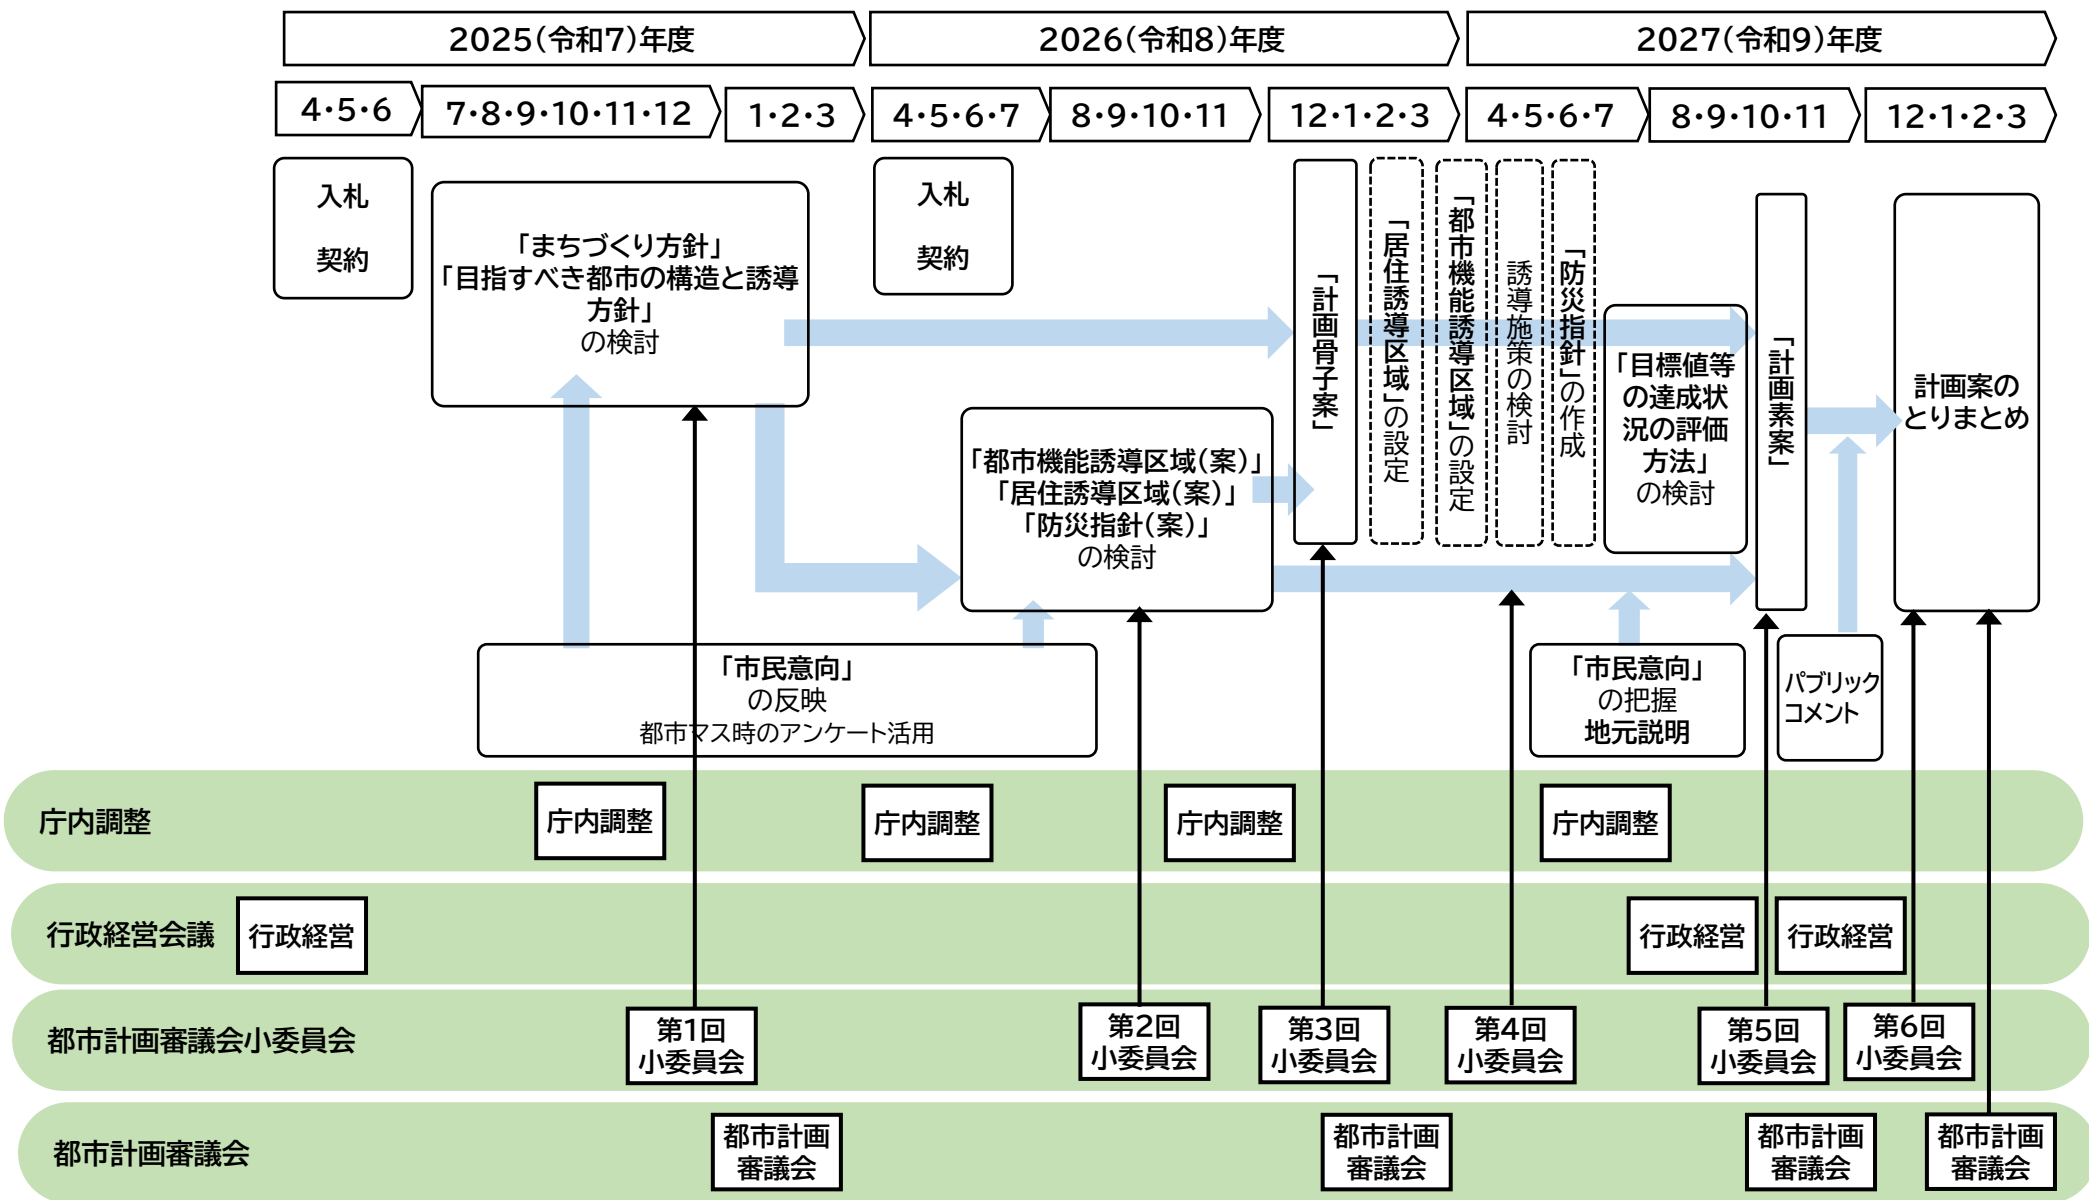 2025(令和7)年度
2026(令和8)年度
2027(令和9)年度
4・5・6
7・8・9・10・11・12
1・2・3
4・5・6・7
8・9・10・11
12・1・2・3
4・5・6・7
8・9・10・11
12・1・2・3
入札
契約
「まちづくり方針」
「目指すべき都市の構造と誘導
方針」
の検討
入札
契約
「都市機能誘導区域(案)」
「居住誘導区域(案)」
「防災指針(案)」
の検討
「計画骨子案」
「居住誘導区域」の設定
「都市機能誘導区域」の設定
誘導施策の検討
「防災指針」の作成
「目標値等
の達成状
況の評価
方法」
の検討
「計画素案」
計画案の
とりまとめ
「市民意向」
の反映
都市マス時のアンケート活用
「市民意向」
の把握
地元説明
パブリック
コメント
庁内調整
庁内調整
庁内調整
庁内調整
庁内調整
行政経営会議
行政経営
行政経営
行政経営
都市計画審議会小委員会
第1回
小委員会
第2回
小委員会
第3回
小委員会
第4回
小委員会
第5回
小委員会
第6回
小委員会
都市計画審議会
都市計画
審議会
都市計画
審議会
都市計画
審議会
都市計画
審議会